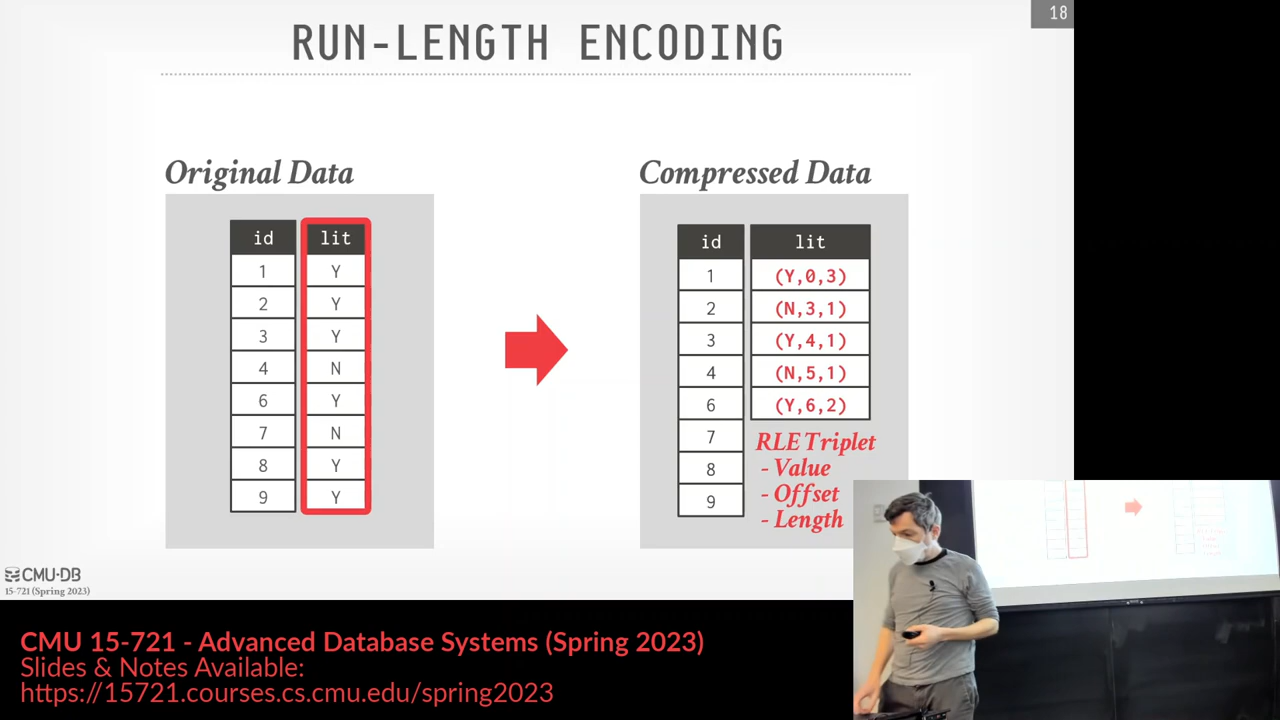 18
RUN-LENGTH ENCODING
Original Data
id lit
1 Y
2 Y
3 Y
4 N
6 Y
7 N
8 Y
9 Y
Compressed Data
id lit
1 (Y,0,3)
2 (N,3,1)
3 (Y,4,1)
4 (N,5,1)
6 (Y,6,2)
7
8
9
RLE Triplet
- Value
- Offset
- Length
CMU·DB
15-721 (Spring 2023)
CMU 15-721 - Advanced Database Systems (Spring 2023)
Slides & Notes Available:
https://15721.courses.cs.cmu.edu/spring2023